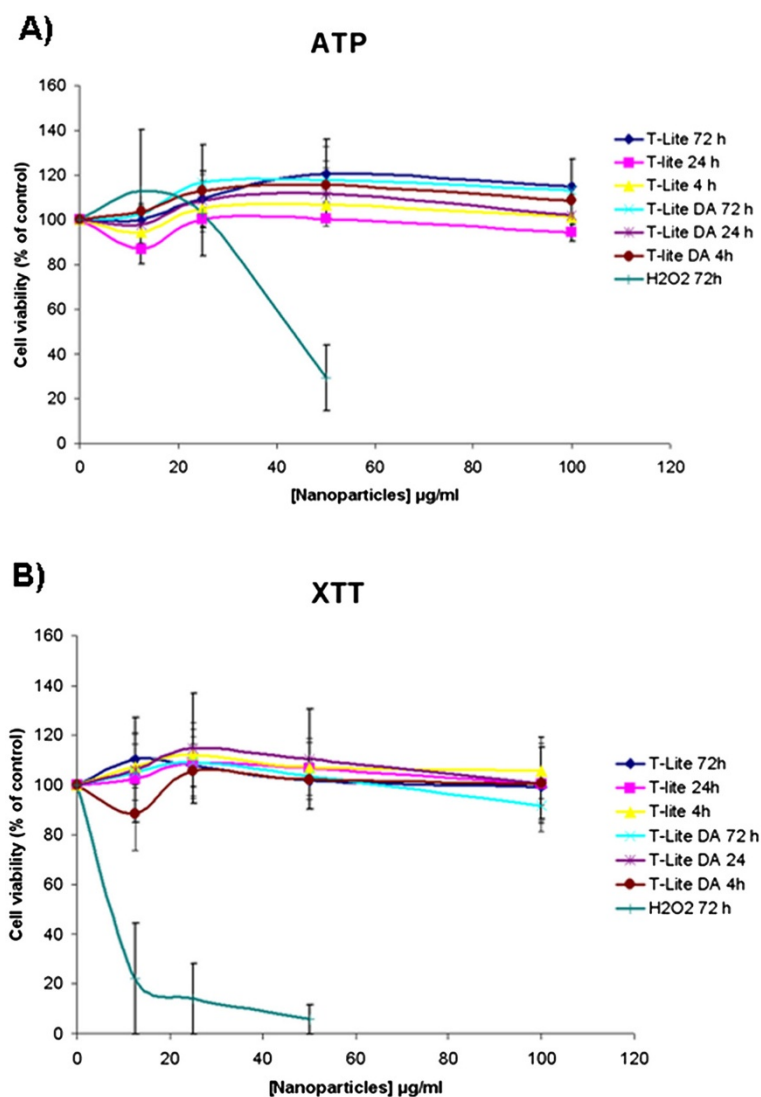 A)
ATP
160
140
120
100
80
60
40
20
0
0 20 40 60 80 100 120
Cell viability (% of control)
[Nanoparticles] µg/ml
T-Lite 72 h
T-lite 24 h
T-Lite 4 h
T-Lite DA 72 h
T-Lite DA 24 h
T-lite DA 4h
H2O2 72h
B)
XTT
160
140
120
100
80
60
40
20
0
0 20 40 60 80 100 120
Cell viability (% of control)
[Nanoparticles] µg/ml
T-Lite 72h
T-lite 24h
T-lite 4h
T-Lite DA 72 h
T-Lite DA 24
T-Lite DA 4h
H2O2 72 h